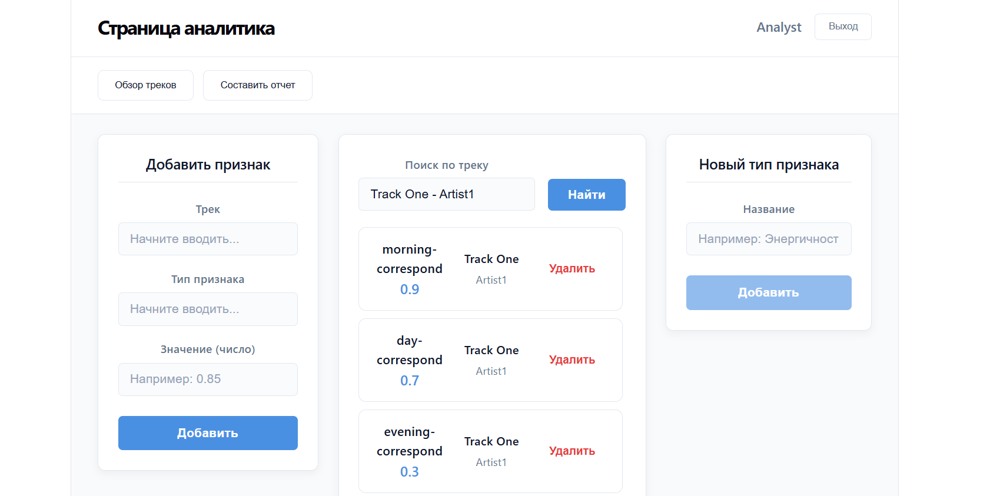 Страница аналитика
Analyst
Выход
Обзор треков
Составить отчет
Добавить признак
Трек
Начните вводить...
Тип признака
Начните вводить...
Значение (число)
Например: 0.85
Добавить
Поиск по треку
Track One - Artist1
Найти
morning-
correspond
0.9
Track One
Artist1
Удалить
day-
correspond
0.7
Track One
Artist1
Удалить
evening-
correspond
0.3
Track One
Artist1
Удалить
Новый тип признака
Название
Например: Энергичност
Добавить